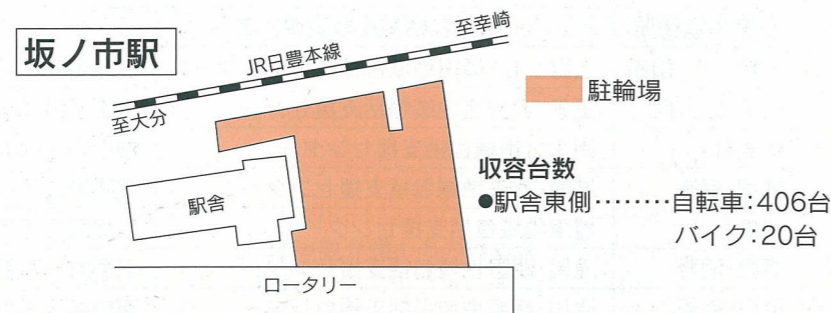 坂ノ市駅
至幸崎
JR日豊本線
至大分
駐輪場
駅舎
収容台数
●駅舎東側………自転車:406台
バイク:20台
ロータリー